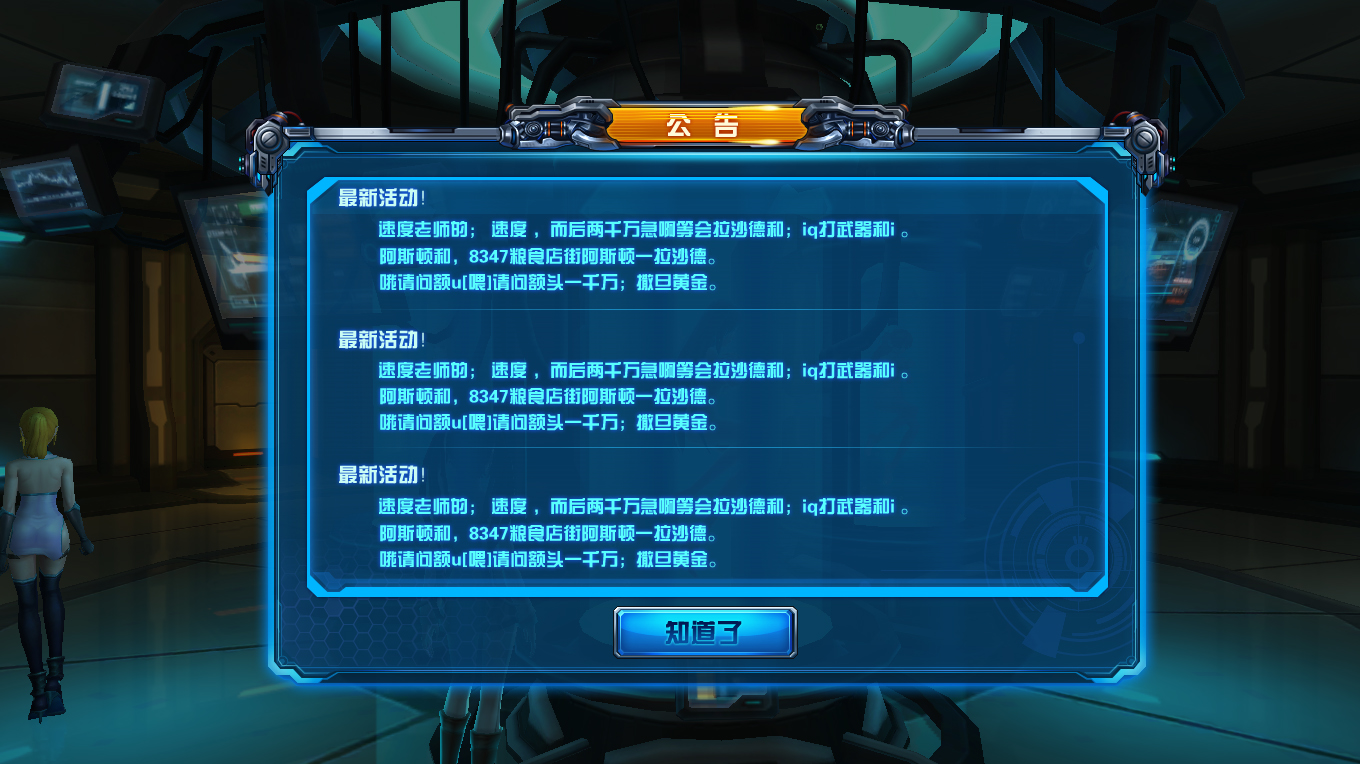 公 告
最新活动！
速度老师的； 速度 ，而后两千万急啊等会拉沙德和；iq打武器和i 。
阿斯顿和，8347粮食店街阿斯顿一拉沙德。
哦请问额u[喂]请问额头一千万；撒旦黄金。
最新活动！
速度老师的； 速度 ，而后两千万急啊等会拉沙德和；iq打武器和i 。
阿斯顿和，8347粮食店街阿斯顿一拉沙德。
哦请问额u[喂]请问额头一千万；撒旦黄金。
最新活动！
速度老师的； 速度 ，而后两千万急啊等会拉沙德和；iq打武器和i 。
阿斯顿和，8347粮食店街阿斯顿一拉沙德。
哦请问额u[喂]请问额头一千万；撒旦黄金。
知道了